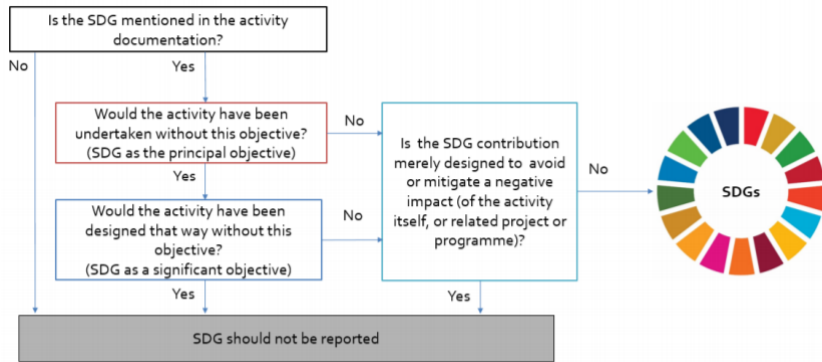 Is the SDG mentioned in the activity
documentation?
No
Yes
Would the activity have been
undertaken without this objective?
(SDG as the principal objective)
No
Yes
Is the SDG contribution
merely designed to avoid
or mitigate a negative
impact (of the activity
itself, or related project or
programme)?
No
SDGs
Would the activity have been
designed that way without this
objective?
(SDG as a significant objective)
No
Yes
Yes
SDG should not be reported